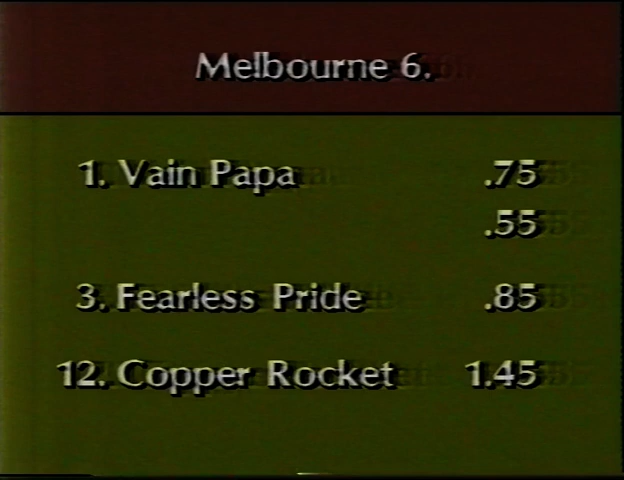 Melbourne 6.
1. Vain Papa .75
.55
3. Fearless Pride .85
12. Copper Rocket 1.45